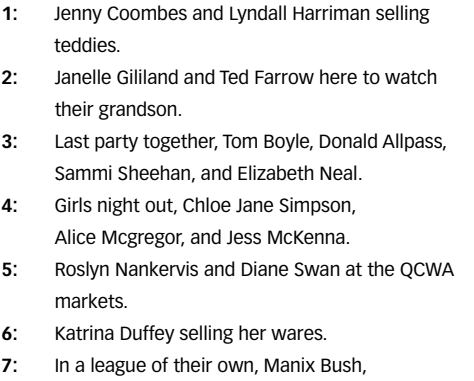 1: Jenny Coombes and Lyndall Harriman selling
teddies.
2: Janelle Gililand and Ted Farrow here to watch
their grandson.
3: Last party together, Tom Boyle, Donald Allpass,
Sammi Sheehan, and Elizabeth Neal.
4: Girls night out, Chloe Jane Simpson,
Alice Mcgregor, and Jess McKenna.
5: Roslyn Nankervis and Diane Swan at the QCWA
markets.
6: Katrina Duffey selling her wares.
7: In a league of their own, Manix Bush,